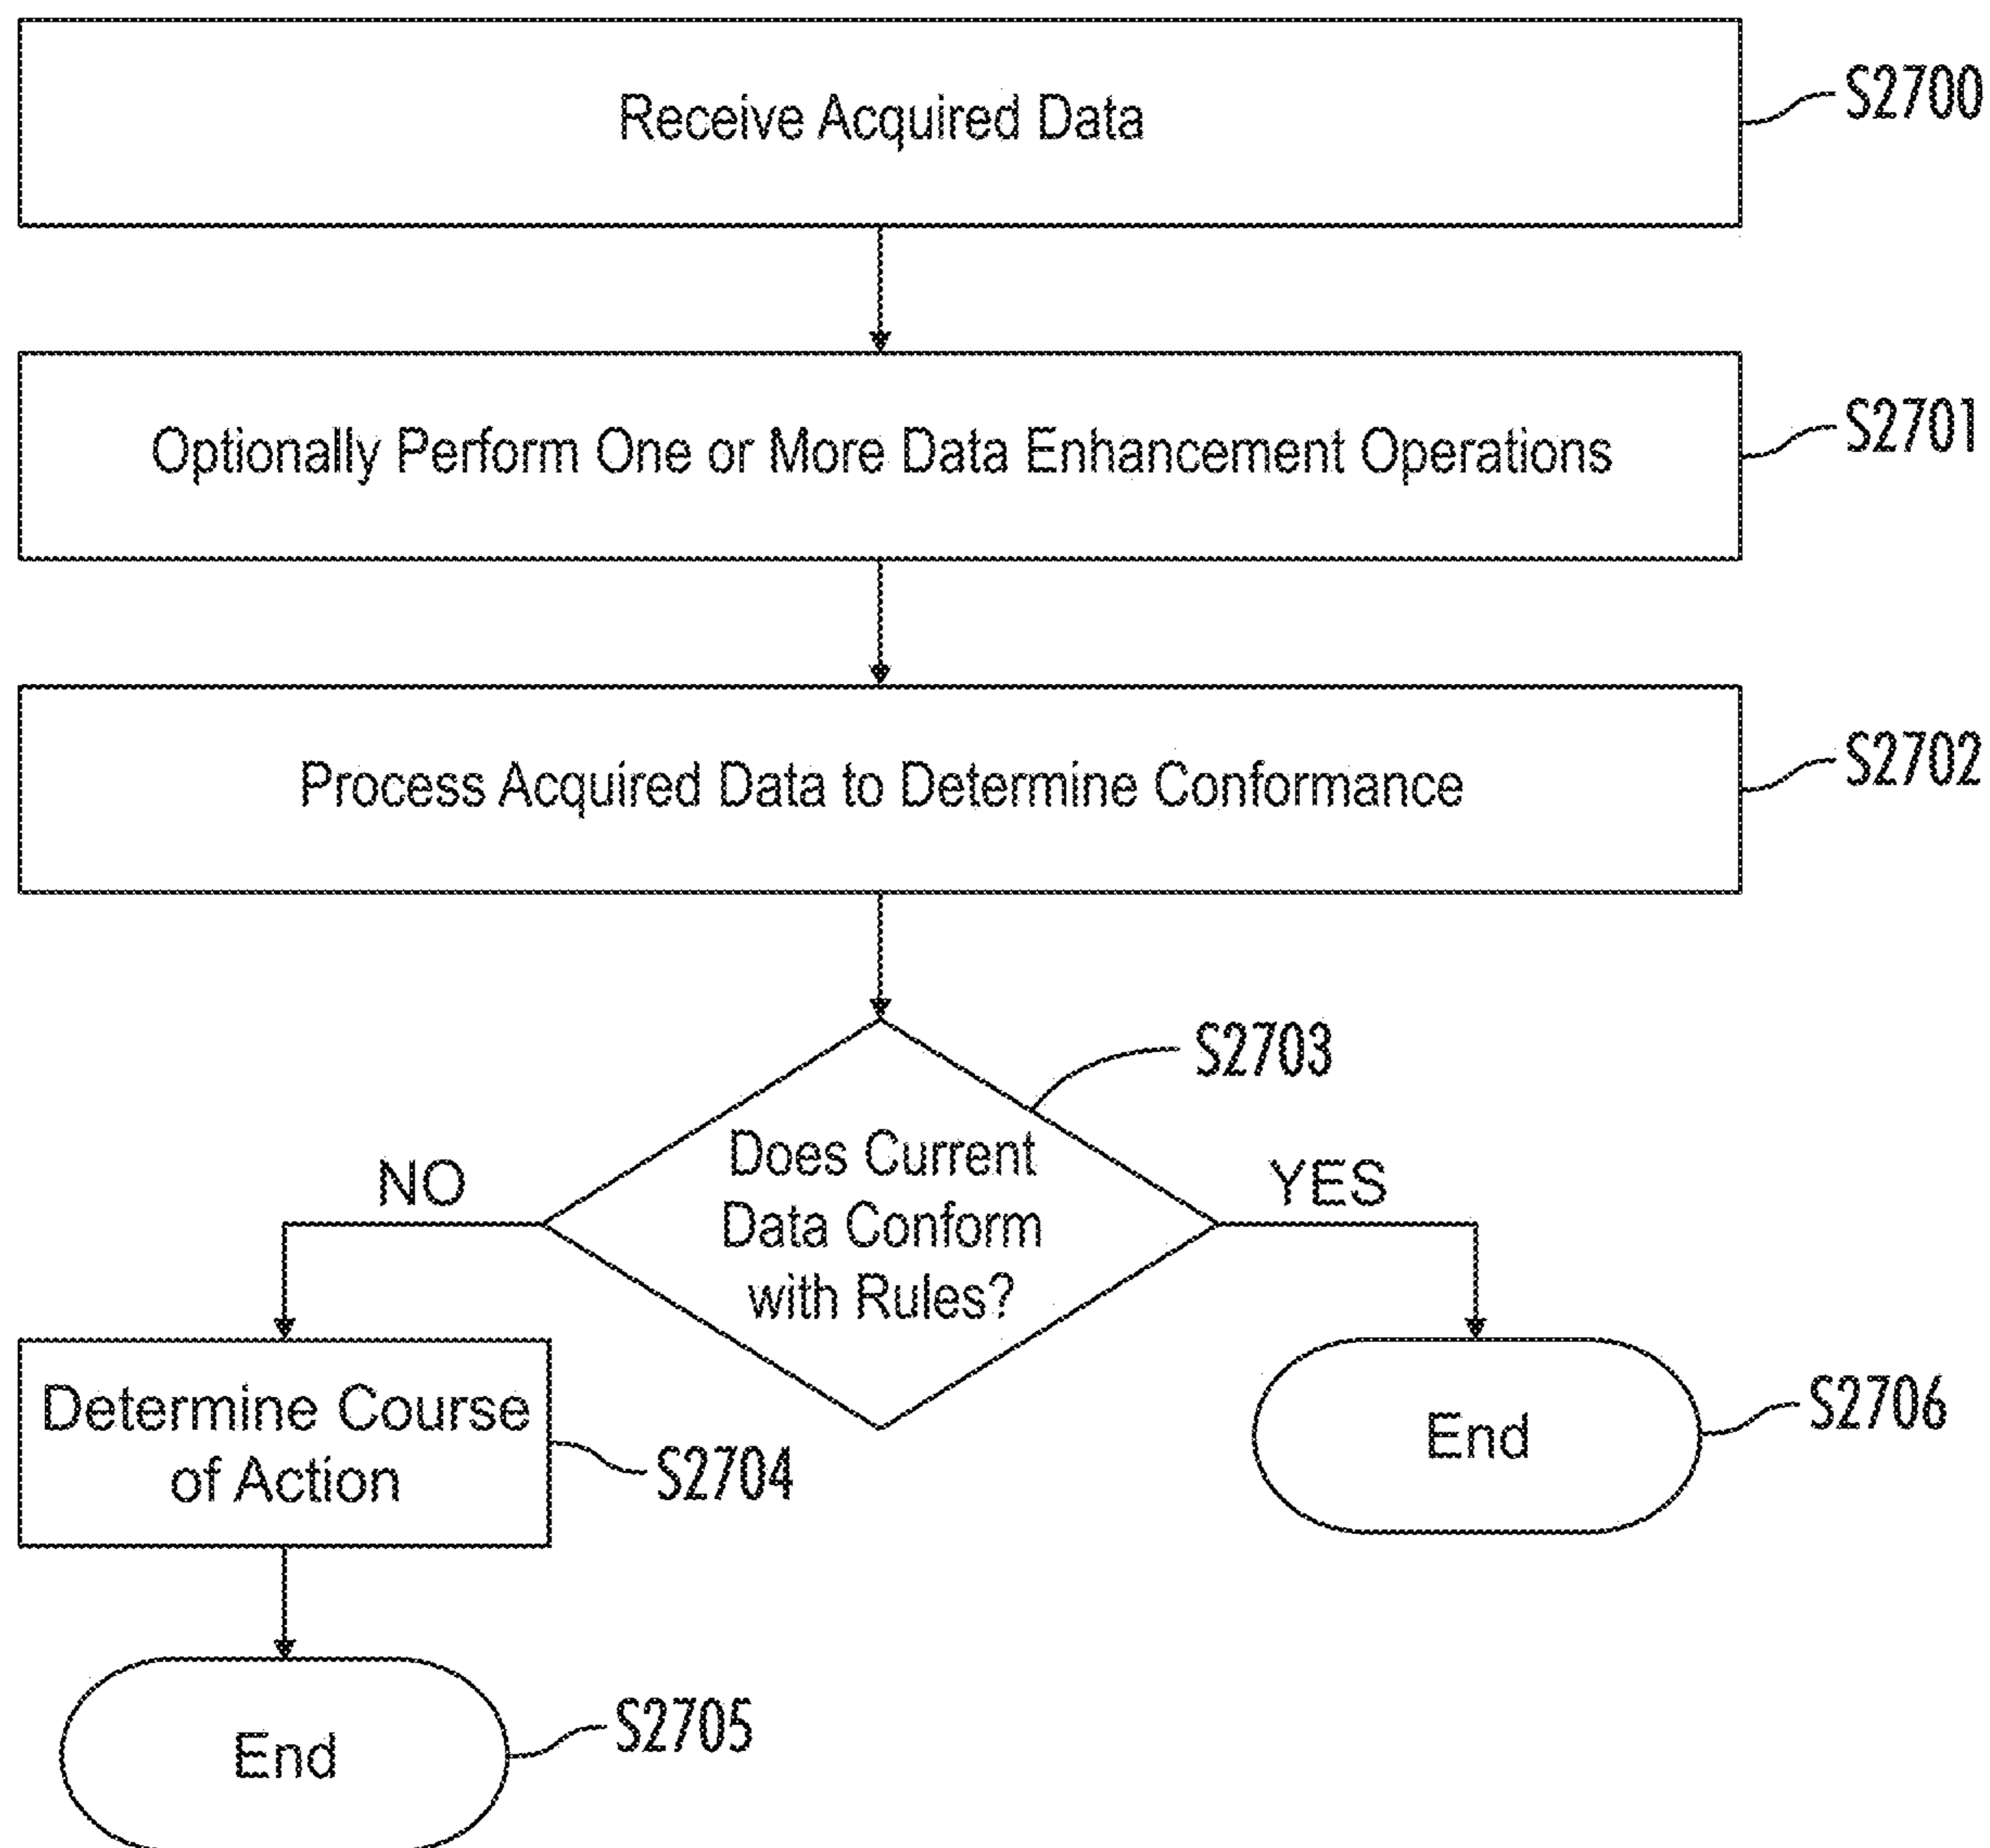 Receive Acquired Data
S2700
Optionally Perform One or More Data Enhancement Operations
S2701
Process Acquired Data to Determine Conformance
S2702
S2703
Does Current
Data Conform
with Rules?
NO
YES
Determine Course
of Action
S2704
End
S2706
End
S2705